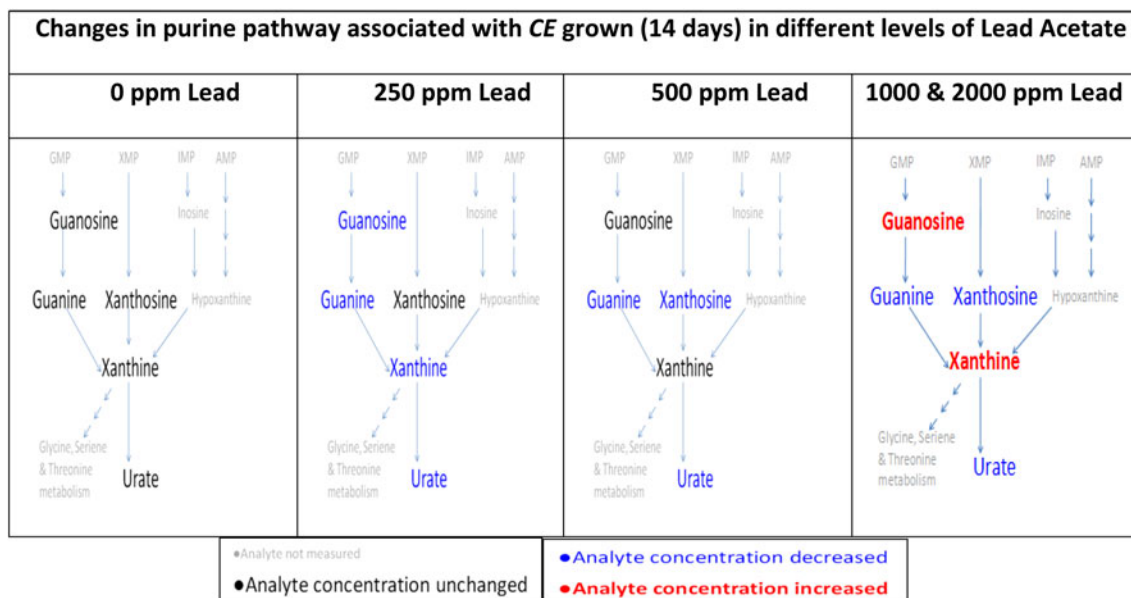 Changes in purine pathway associated with CE grown (14 days) in different levels of Lead Acetate
0 ppm Lead
250 ppm Lead
500 ppm Lead
1000 & 2000 ppm Lead
GMP XMP IMP AMP
Guanosine
Inosine
Guanine Xanthosine Hypoxanthine
Xanthine
Glycine, Seriene
& Threonine
metabolism
Urate
GMP XMP IMP AMP
Guanosine
Inosine
Guanine Xanthosine Hypoxanthine
Xanthine
Glycine, Seriene
& Threonine
metabolism
Urate
GMP XMP IMP AMP
Guanosine
Inosine
Guanine Xanthosine Hypoxanthine
Xanthine
Glycine, Seriene
& Threonine
metabolism
Urate
GMP XMP IMP AMP
Guanosine
Inosine
Guanine Xanthosine Hypoxanthine
Xanthine
Glycine, Seriene
& Threonine
metabolism
Urate
●Analyte not measured
●Analyte concentration unchanged
●Analyte concentration decreased
●Analyte concentration increased